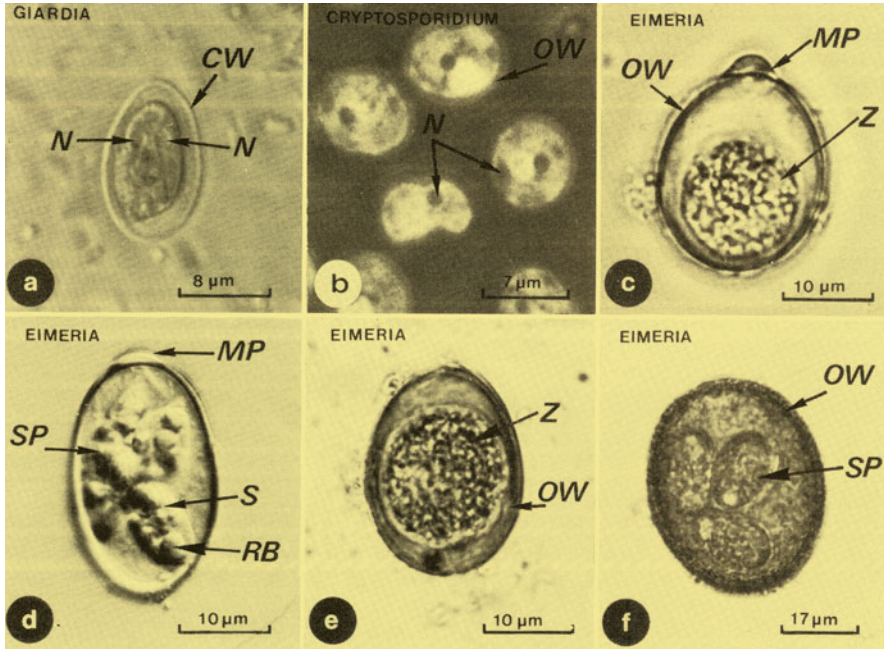 GIARDIA
CW
N
N
a
8 µm
CRYPTOSPORIDIUM
OW
N
b
7 µm
EIMERIA
MP
OW
Z
c
10 µm
EIMERIA
MP
SP
S
RB
d
10 µm
EIMERIA
Z
OW
e
10 µm
EIMERIA
OW
SP
f
17 µm